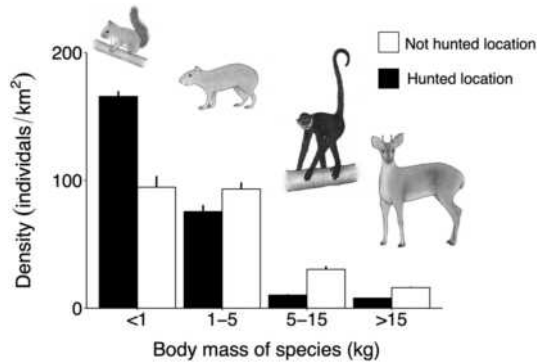 Not hunted location
Hunted location
Density (individuals/km²)
200
100
0
<1
1–5
5–15
>15
Body mass of species (kg)